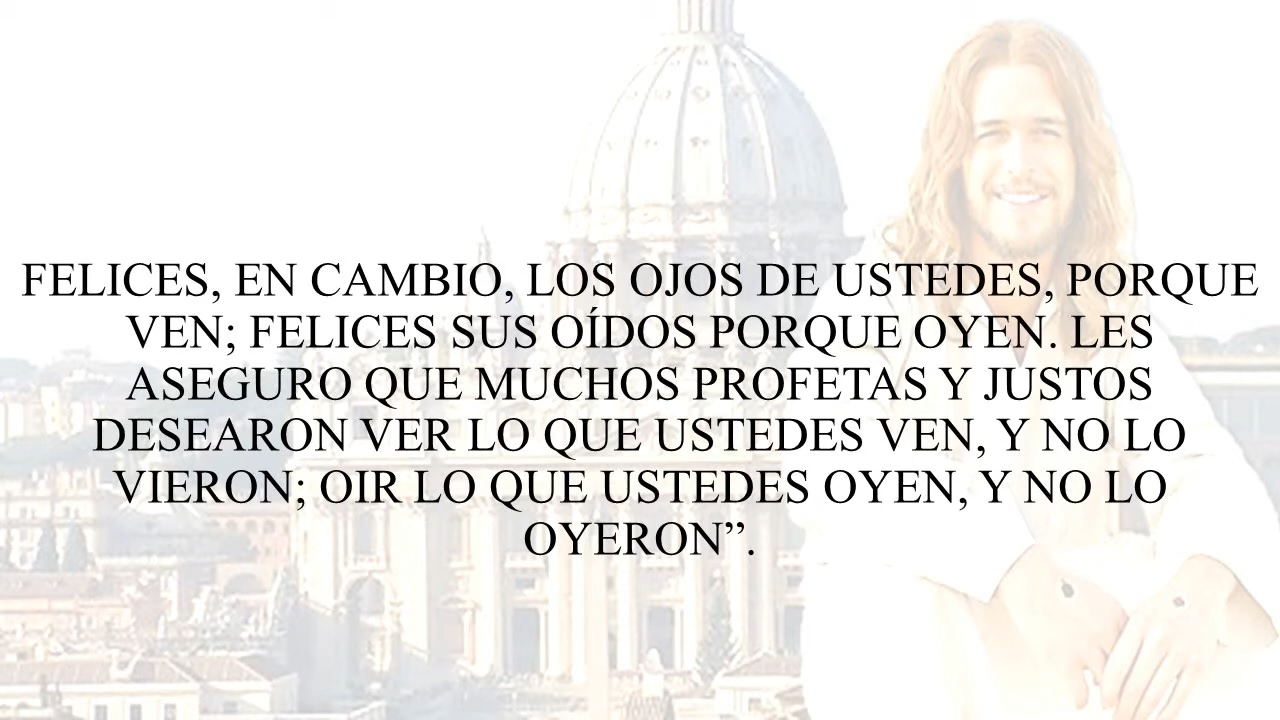 FELICES, EN CAMBIO, LOS OJOS DE USTEDES, PORQUE
VEN; FELICES SUS OÍDOS PORQUE OYEN. LES
ASEGURO QUE MUCHOS PROFETAS Y JUSTOS
DESEARON VER LO QUE USTEDES VEN, Y NO LO
VIERON; OIR LO QUE USTEDES OYEN, Y NO LO
OYERON”.